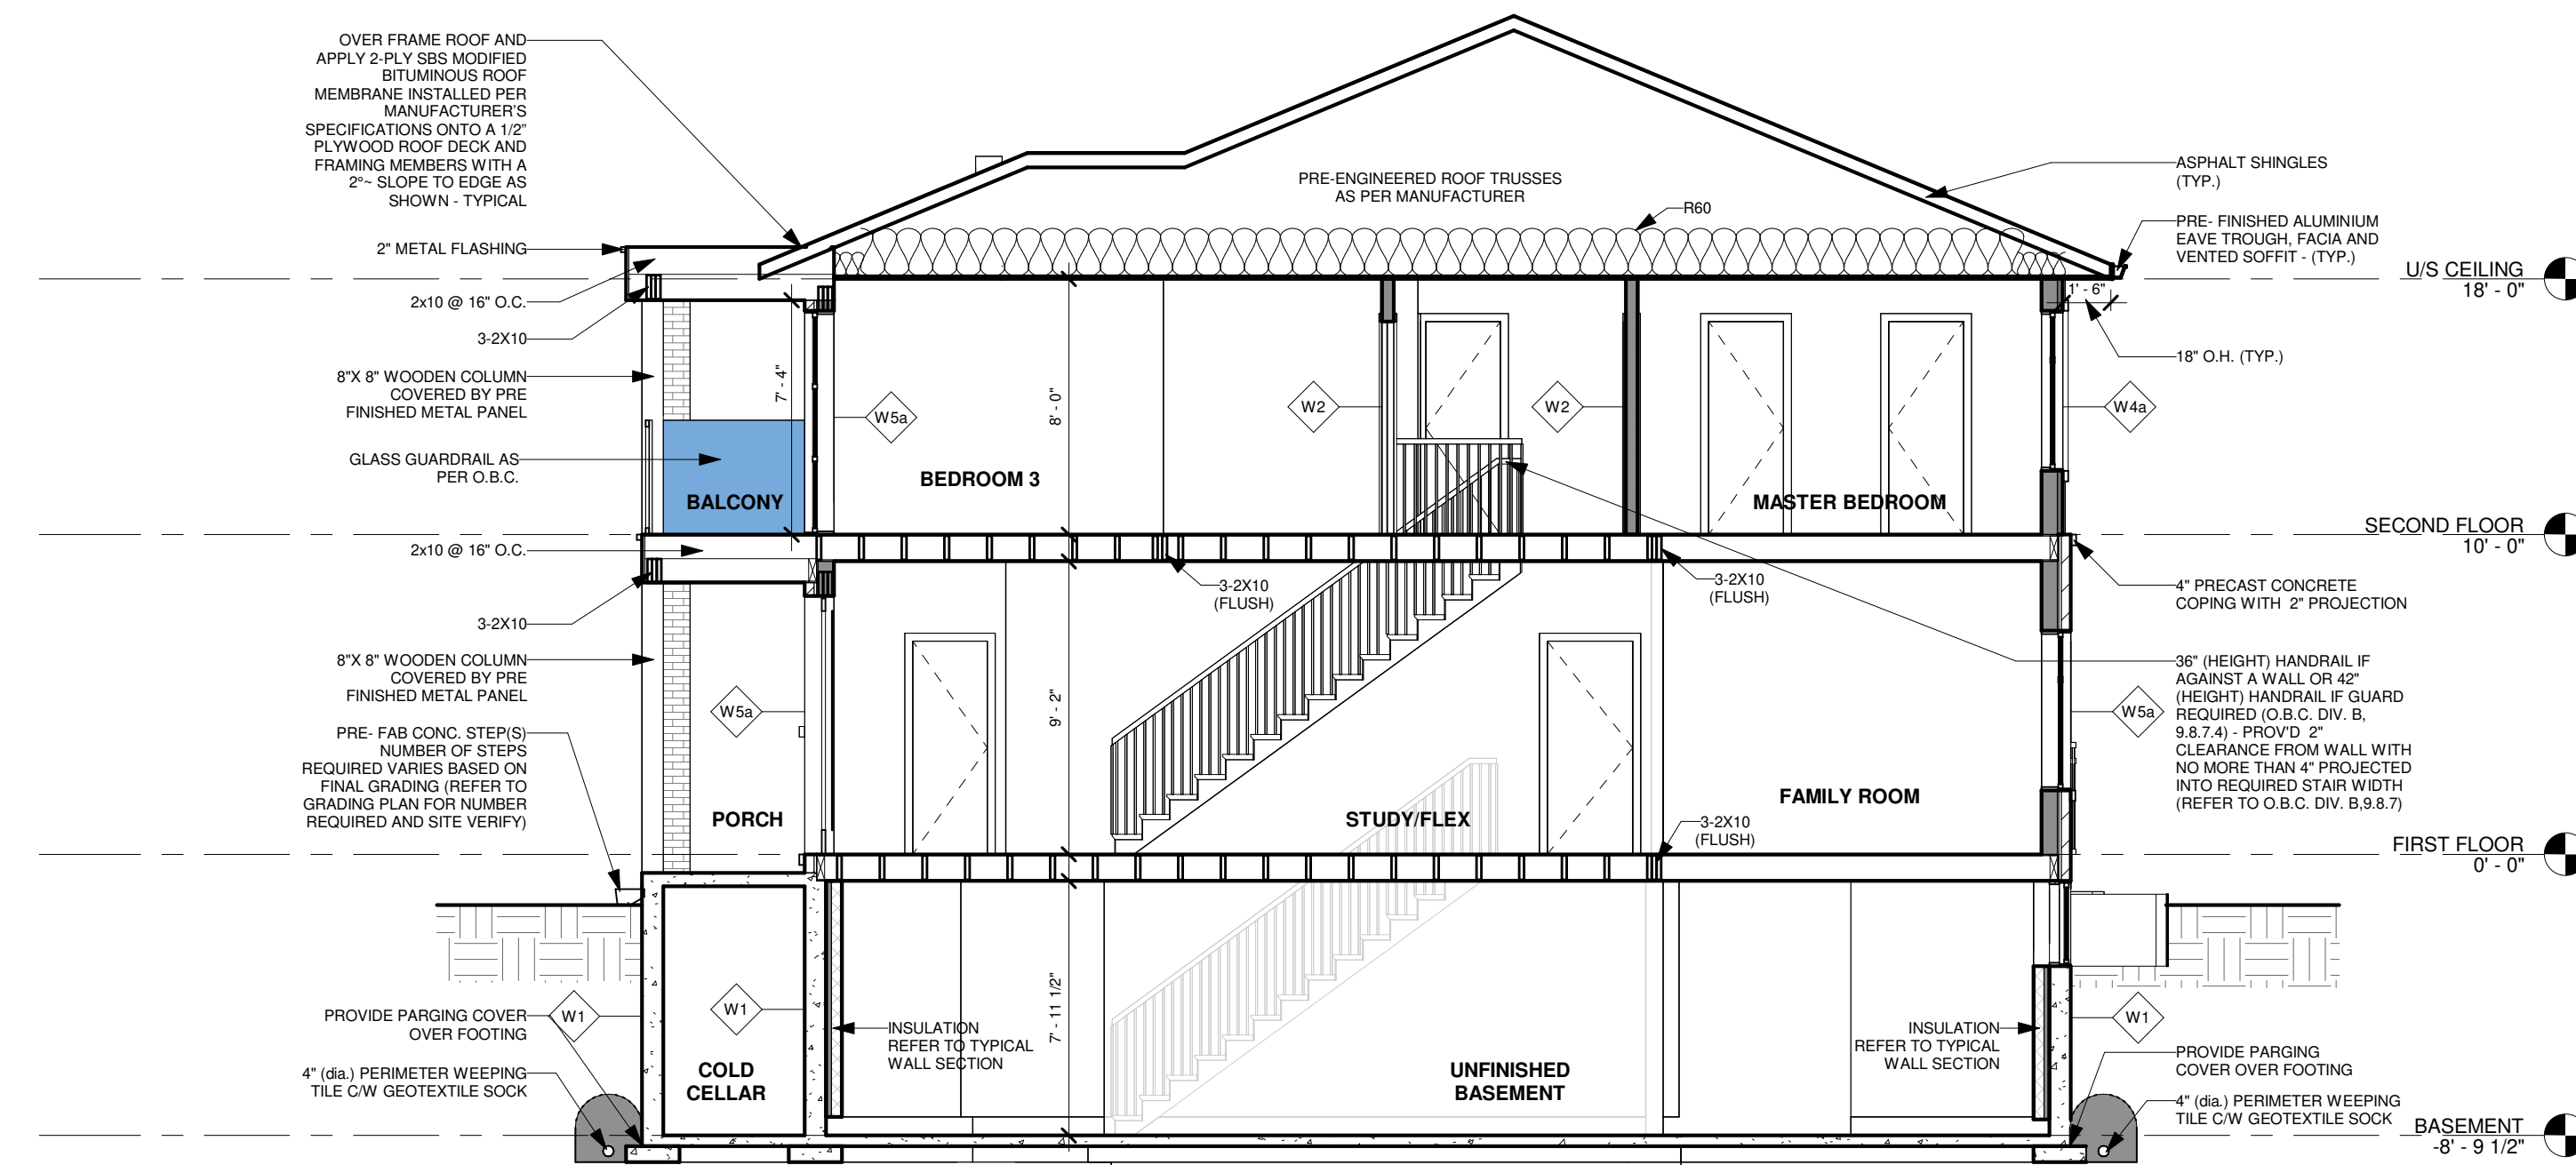 OVER FRAME ROOF AND
APPLY 2-PLY SBS MODIFIED
BITUMINOUS ROOF
MEMBRANE INSTALLED PER
MANUFACTURER'S
SPECIFICATIONS ONTO A 1/2"
PLYWOOD ROOF DECK AND
FRAMING MEMBERS WITH A
2°~ SLOPE TO EDGE AS
SHOWN - TYPICAL
2" METAL FLASHING
2x10 @ 16" O.C.
3-2X10
8"X 8" WOODEN COLUMN
COVERED BY PRE
FINISHED METAL PANEL
GLASS GUARDRAIL AS
PER O.B.C.
2x10 @ 16" O.C.
3-2X10
8"X 8" WOODEN COLUMN
COVERED BY PRE
FINISHED METAL PANEL
PRE- FAB CONC. STEP(S)
NUMBER OF STEPS
REQUIRED VARIES BASED ON
FINAL GRADING (REFER TO
GRADING PLAN FOR NUMBER
REQUIRED AND SITE VERIFY)
PROVIDE PARGING COVER
OVER FOOTING
4" (dia.) PERIMETER WEEPING
TILE C/W GEOTEXTILE SOCK
PRE-ENGINEERED ROOF TRUSSES
AS PER MANUFACTURER
R60
7' - 4"
W5a
8' - 0"
W2
W2
W4a
BALCONY
BEDROOM 3
MASTER BEDROOM
3-2X10
(FLUSH)
3-2X10
(FLUSH)
W5a
9' - 2"
W5a
PORCH
STUDY/FLEX
FAMILY ROOM
3-2X10
(FLUSH)
W1
W1
7' - 11 1/2"
W1
INSULATION
REFER TO TYPICAL
WALL SECTION
INSULATION
REFER TO TYPICAL
WALL SECTION
COLD
CELLAR
UNFINISHED
BASEMENT
ASPHALT SHINGLES
(TYP.)
PRE- FINISHED ALUMINIUM
EAVE TROUGH, FACIA AND
VENTED SOFFIT - (TYP.)
U/S CEILING
18' - 0"
1' - 6"
18" O.H. (TYP.)
SECOND FLOOR
10' - 0"
4" PRECAST CONCRETE
COPING WITH 2" PROJECTION
36" (HEIGHT) HANDRAIL IF
AGAINST A WALL OR 42"
(HEIGHT) HANDRAIL IF GUARD
REQUIRED (O.B.C. DIV. B,
9.8.7.4) - PROV'D 2"
CLEARANCE FROM WALL WITH
NO MORE THAN 4" PROJECTED
INTO REQUIRED STAIR WIDTH
(REFER TO O.B.C. DIV. B,9.8.7)
FIRST FLOOR
0' - 0"
PROVIDE PARGING
COVER OVER FOOTING
4" (dia.) PERIMETER WEEPING
TILE C/W GEOTEXTILE SOCK
BASEMENT
-8' - 9 1/2"